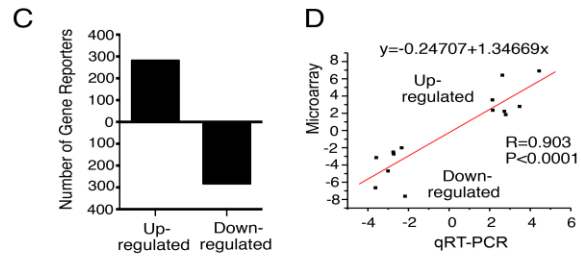 C
Number of Gene Reporters
400
300
200
100
0
100
200
300
400
Up-
regulated
Down-
regulated
D
y=-0.24707+1.34669x
Microarray
8
6
4
2
0
-2
-4
-6
-8
Up-
regulated
R=0.903
P<0.0001
Down-
regulated
-4
-2
0
2
4
6
qRT-PCR